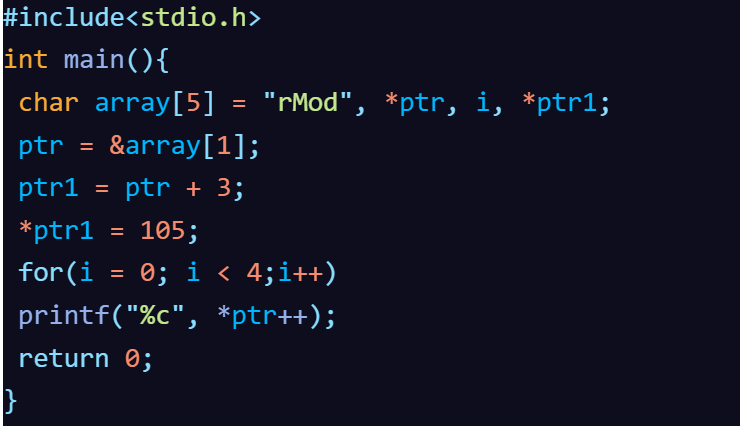 #include<stdio.h>
int main(){
char array[5] = "rMod", *ptr, i, *ptr1;
ptr = &array[1];
ptr1 = ptr + 3;
*ptr1 = 105;
for(i = 0; i < 4;i++)
printf("%c", *ptr++);
return 0;
}